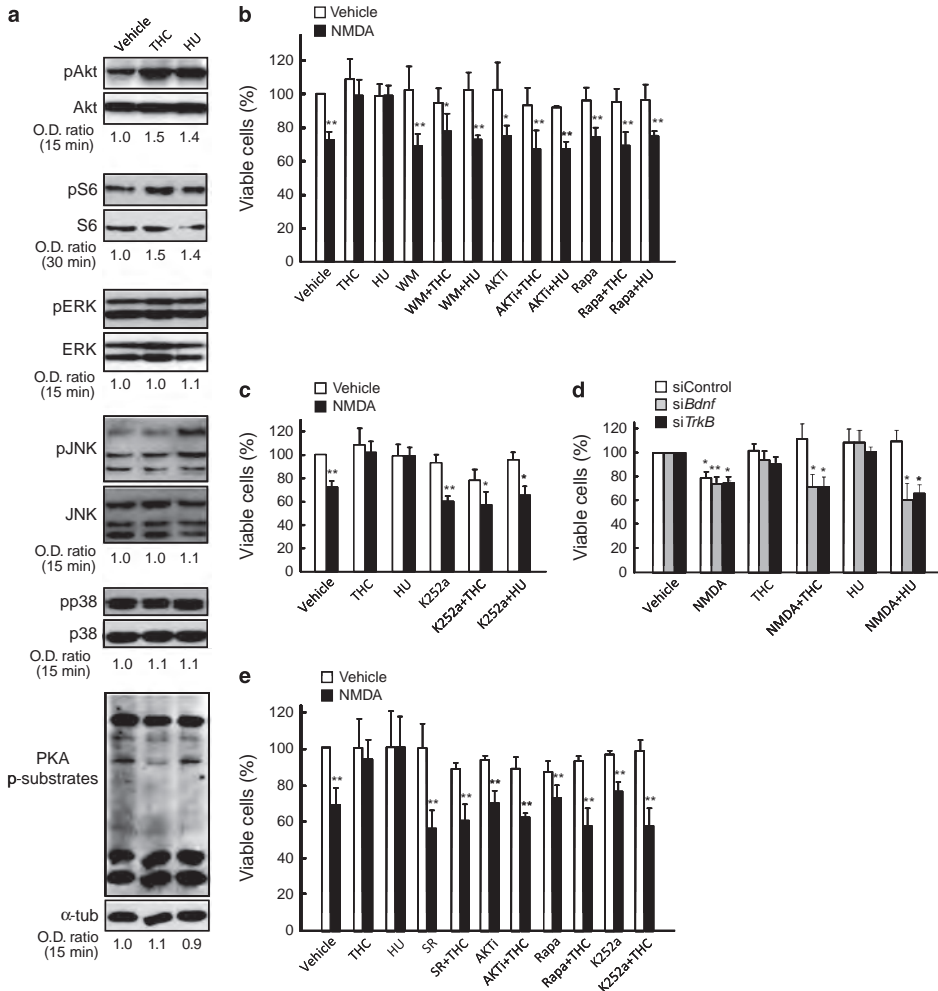 a
Vehicle
THC
HU
pAkt
Akt
O.D. ratio
(15 min)
1.0 1.5 1.4
pS6
S6
O.D. ratio
(30 min)
1.0 1.5 1.4
pERK
ERK
O.D. ratio
(15 min)
1.0 1.0 1.1
pJNK
JNK
O.D. ratio
(15 min)
1.0 1.0 1.1
pp38
p38
O.D. ratio
(15 min)
1.0 1.1 1.1
PKA
p-substrates
α-tub
O.D. ratio
(15 min)
1.0 1.1 0.9
b
Vehicle
NMDA
Viable cells (%)
120
100
80
60
40
20
0
** ** * ** * ** ** ** ** **
Vehicle
THC
HU
WM
WM+THC
WM+HU
AKTi
AKTi+THC
AKTi+HU
Rapa
Rapa+THC
Rapa+HU
c
Vehicle
NMDA
Viable cells (%)
120
100
80
60
40
20
0
** ** * *
Vehicle
THC
HU
K252a
K252a+THC
K252a+HU
d
siControl
siBdnf
siTrkB
Viable cells (%)
120
100
80
60
40
20
0
* ** * * * * *
Vehicle
NMDA
THC
NMDA+THC
HU
NMDA+HU
e
Vehicle
NMDA
Viable cells (%)
120
100
80
60
40
20
0
** ** ** ** ** ** ** ** **
Vehicle
THC
HU
SR
SR+THC
AKTi
AKTi+THC
Rapa
Rapa+THC
K252a
K252a+THC